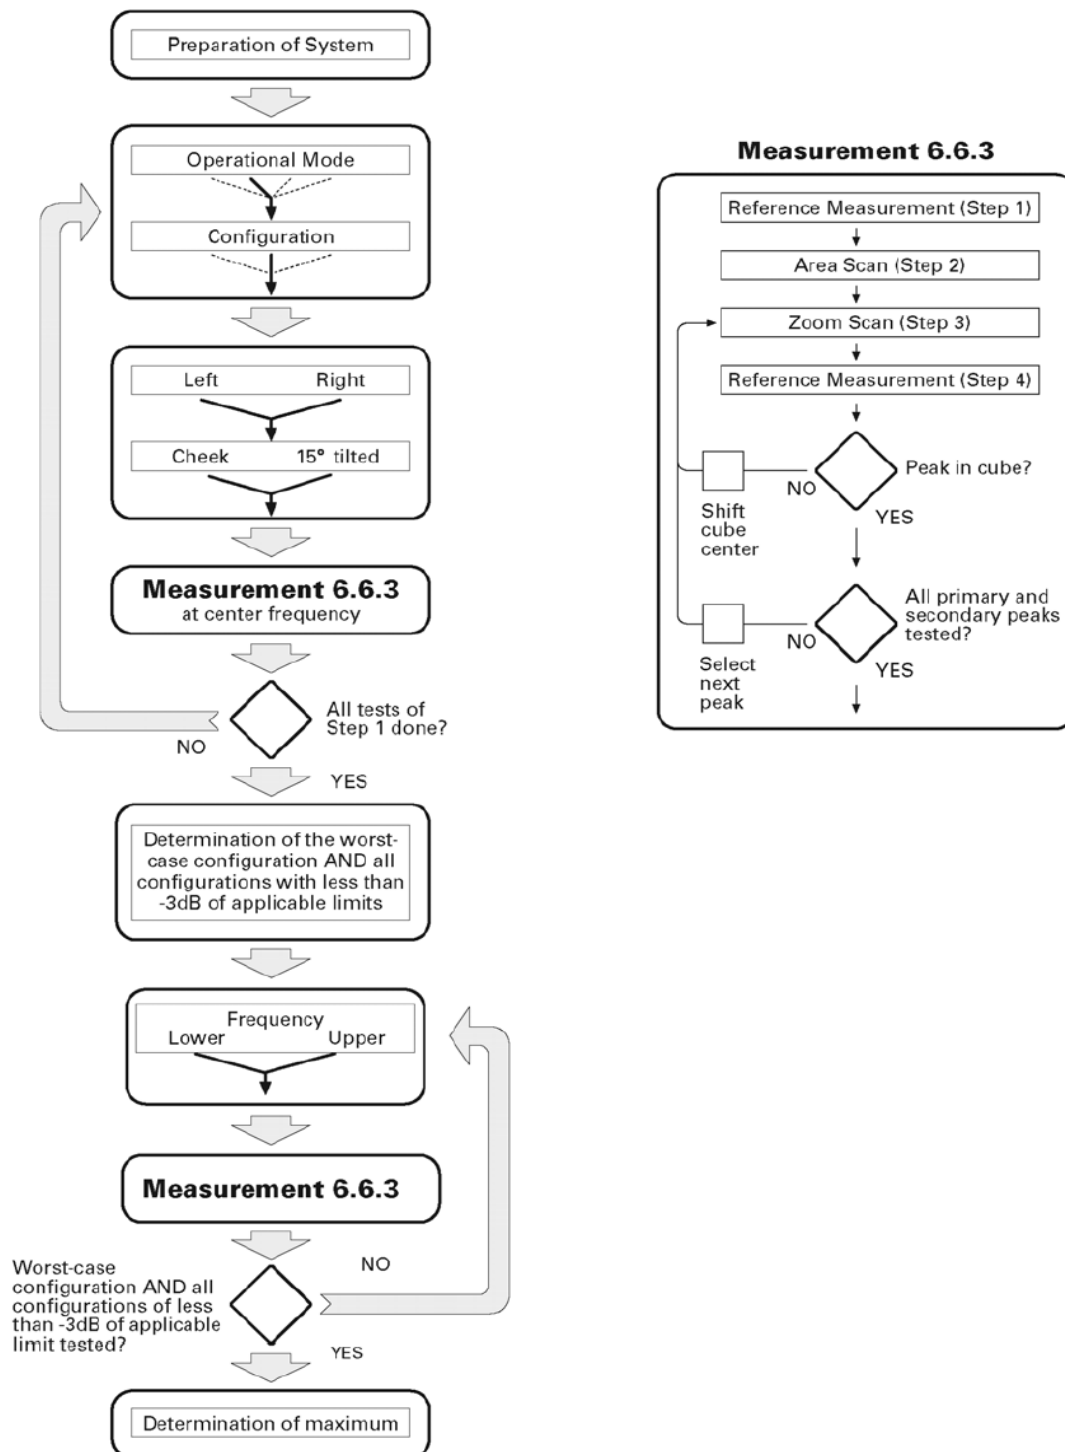 Preparation of System
Operational Mode
Configuration
Left Right
Cheek 15° tilted
Measurement 6.6.3
at center frequency
All tests of
Step 1 done?
NO
YES
Determination of the worst-
case configuration AND all
configurations with less than
-3dB of applicable limits
Frequency
Lower Upper
Measurement 6.6.3
Worst-case
configuration AND all
configurations of less
than -3dB of applicable
limit tested?
NO
YES
Determination of maximum
Measurement 6.6.3
Reference Measurement (Step 1)
Area Scan (Step 2)
Zoom Scan (Step 3)
Reference Measurement (Step 4)
Peak in cube?
NO
YES
Shift
cube
center
All primary and
secondary peaks
tested?
NO
YES
Select
next
peak